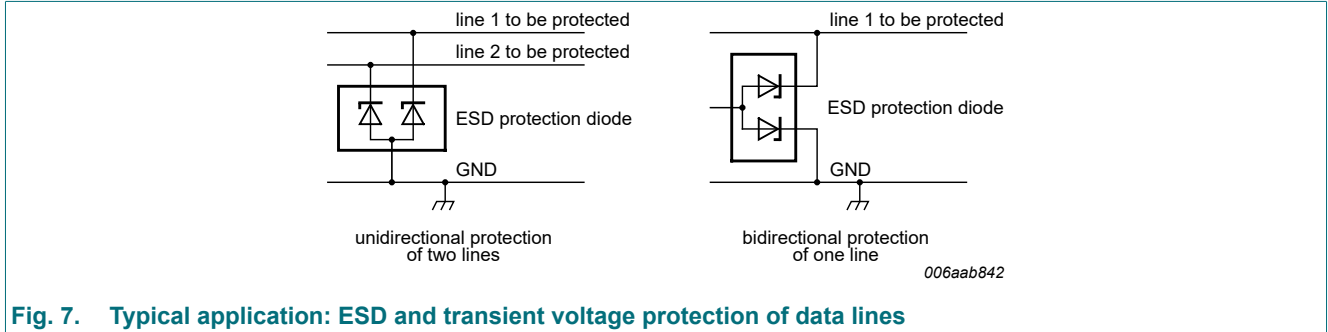 line 1 to be protected
line 2 to be protected
ESD protection diode
GND
unidirectional protection
of two lines
line 1 to be protected
ESD protection diode
GND
bidirectional protection
of one line
006aab842
Fig. 7. Typical application: ESD and transient voltage protection of data lines